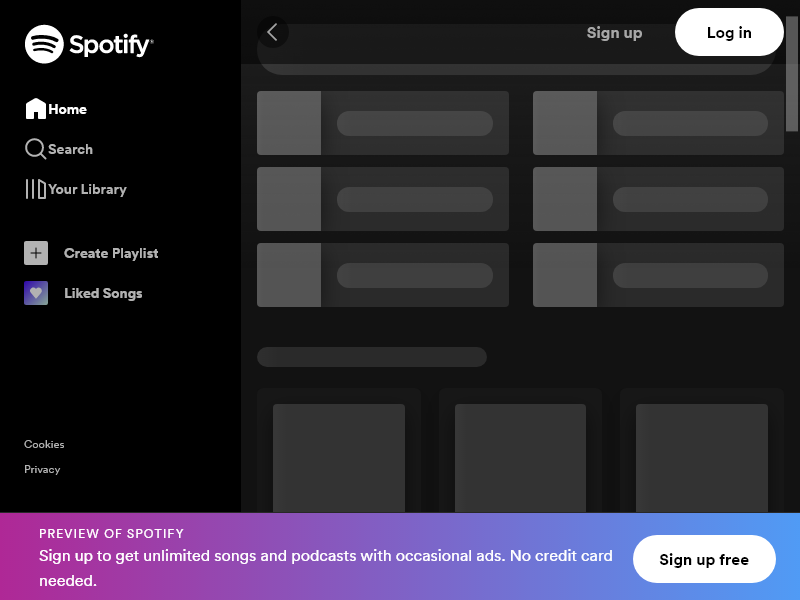 Spotify®
Sign up
Log in
Home
Search
Your Library
Create Playlist
Liked Songs
Cookies
Privacy
PREVIEW OF SPOTIFY
Sign up to get unlimited songs and podcasts with occasional ads. No credit card
needed.
Sign up free